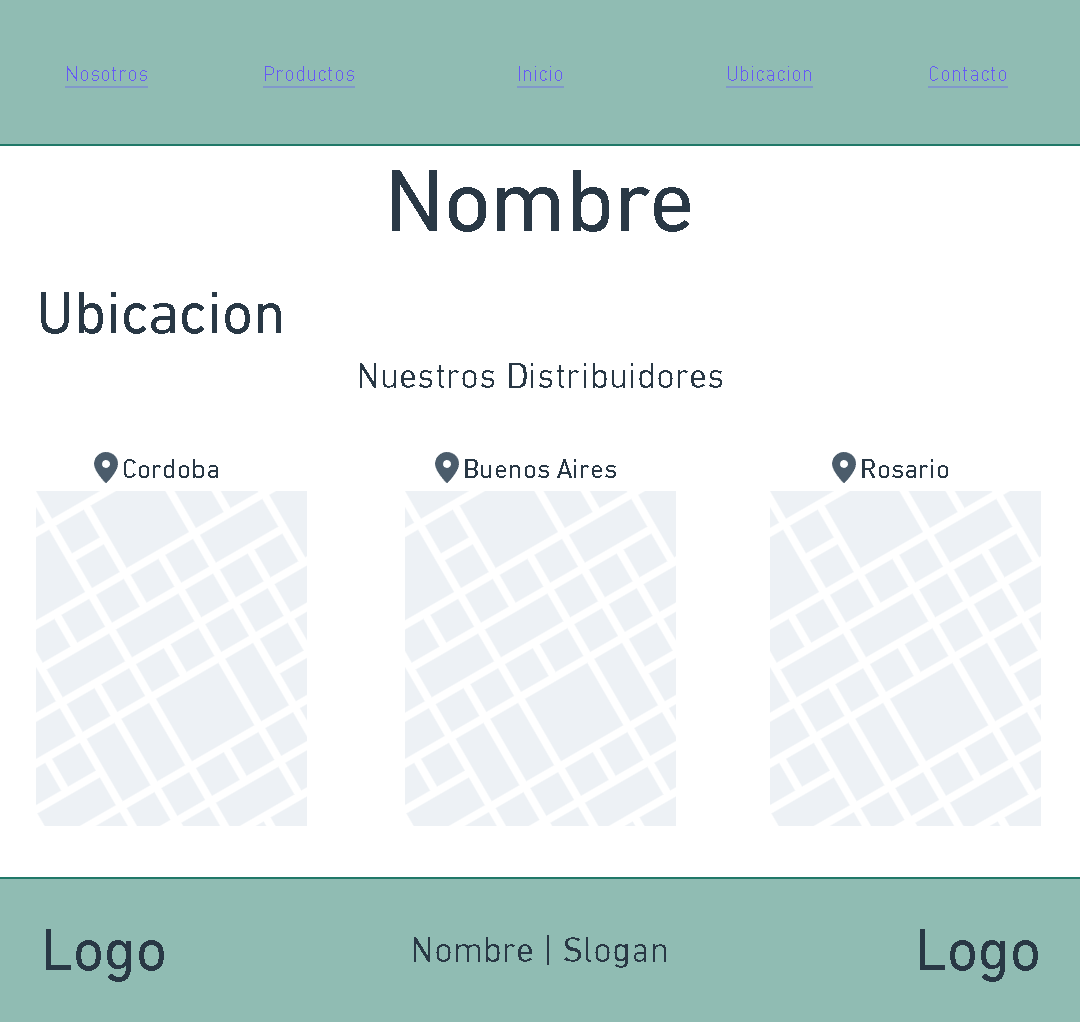 Nosotros Productos Inicio Ubicacion Contacto
Nombre
Ubicacion
Nuestros Distribuidores
Cordoba Buenos Aires Rosario
Logo Nombre | Slogan Logo